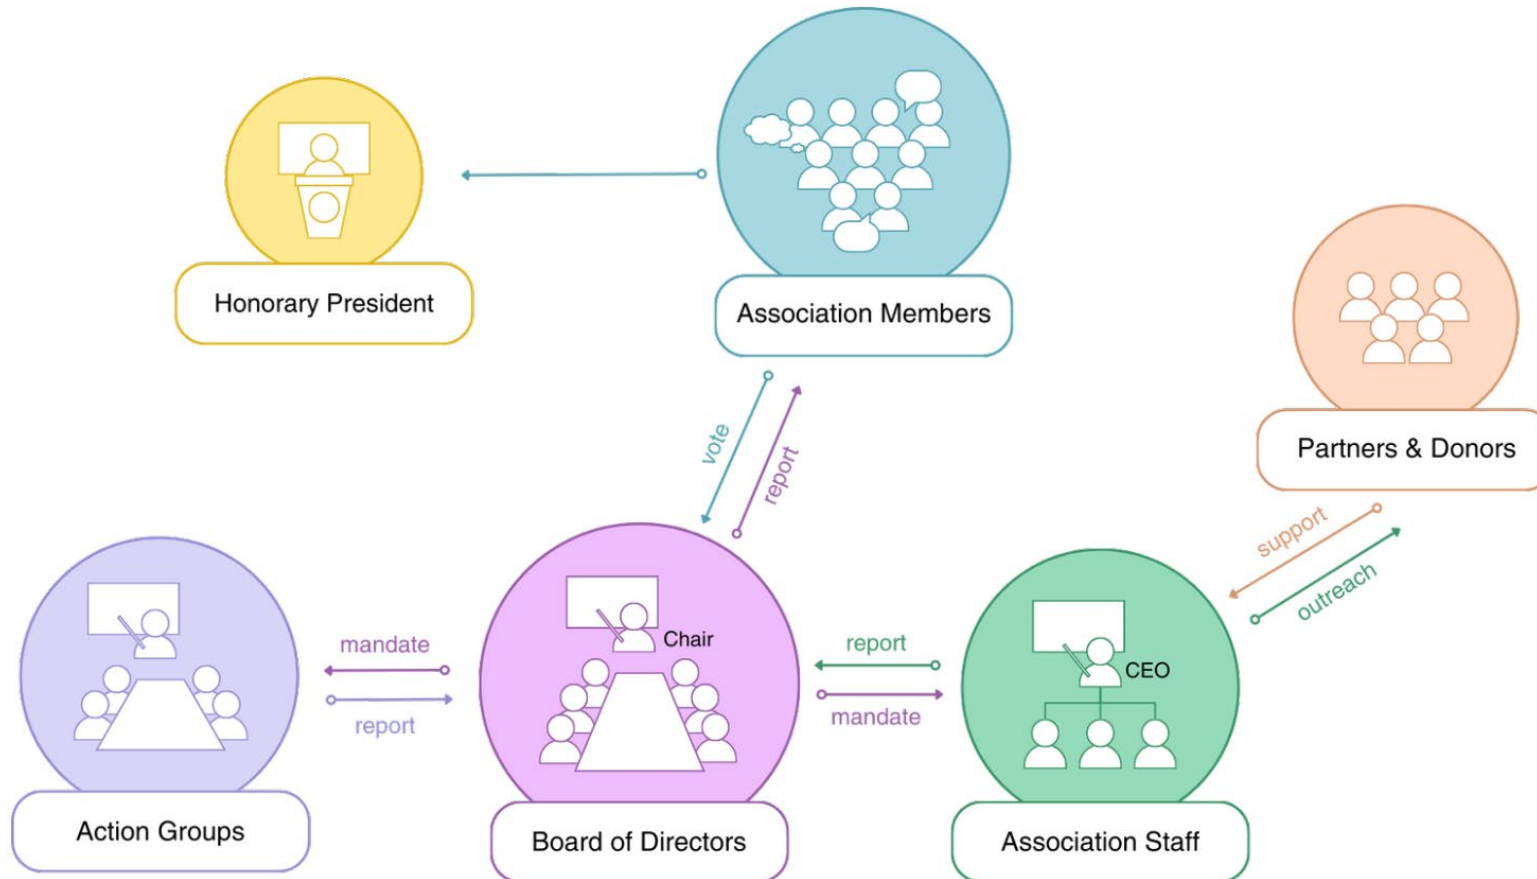 Honorary President
Association Members
Partners & Donors
vote
report
support
outreach
mandate
report
Chair
report
mandate
CEO
Action Groups
Board of Directors
Association Staff